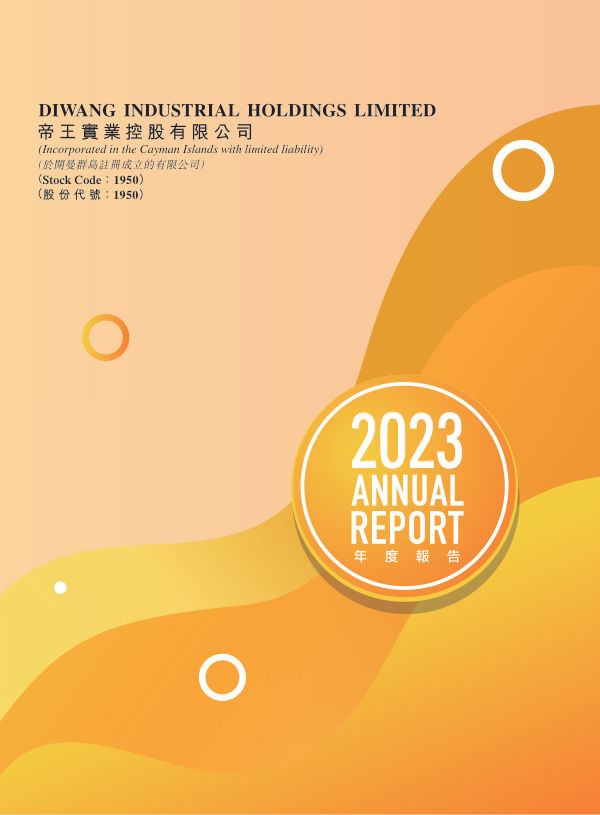 DIWANG INDUSTRIAL HOLDINGS LIMITED
帝王實業控股有限公司
(Incorporated in the Cayman Islands with limited liability)
(於開曼群島註冊成立的有限公司)
(Stock Code：1950)
(股份代號：1950)
2023
ANNUAL
REPORT
年度報告